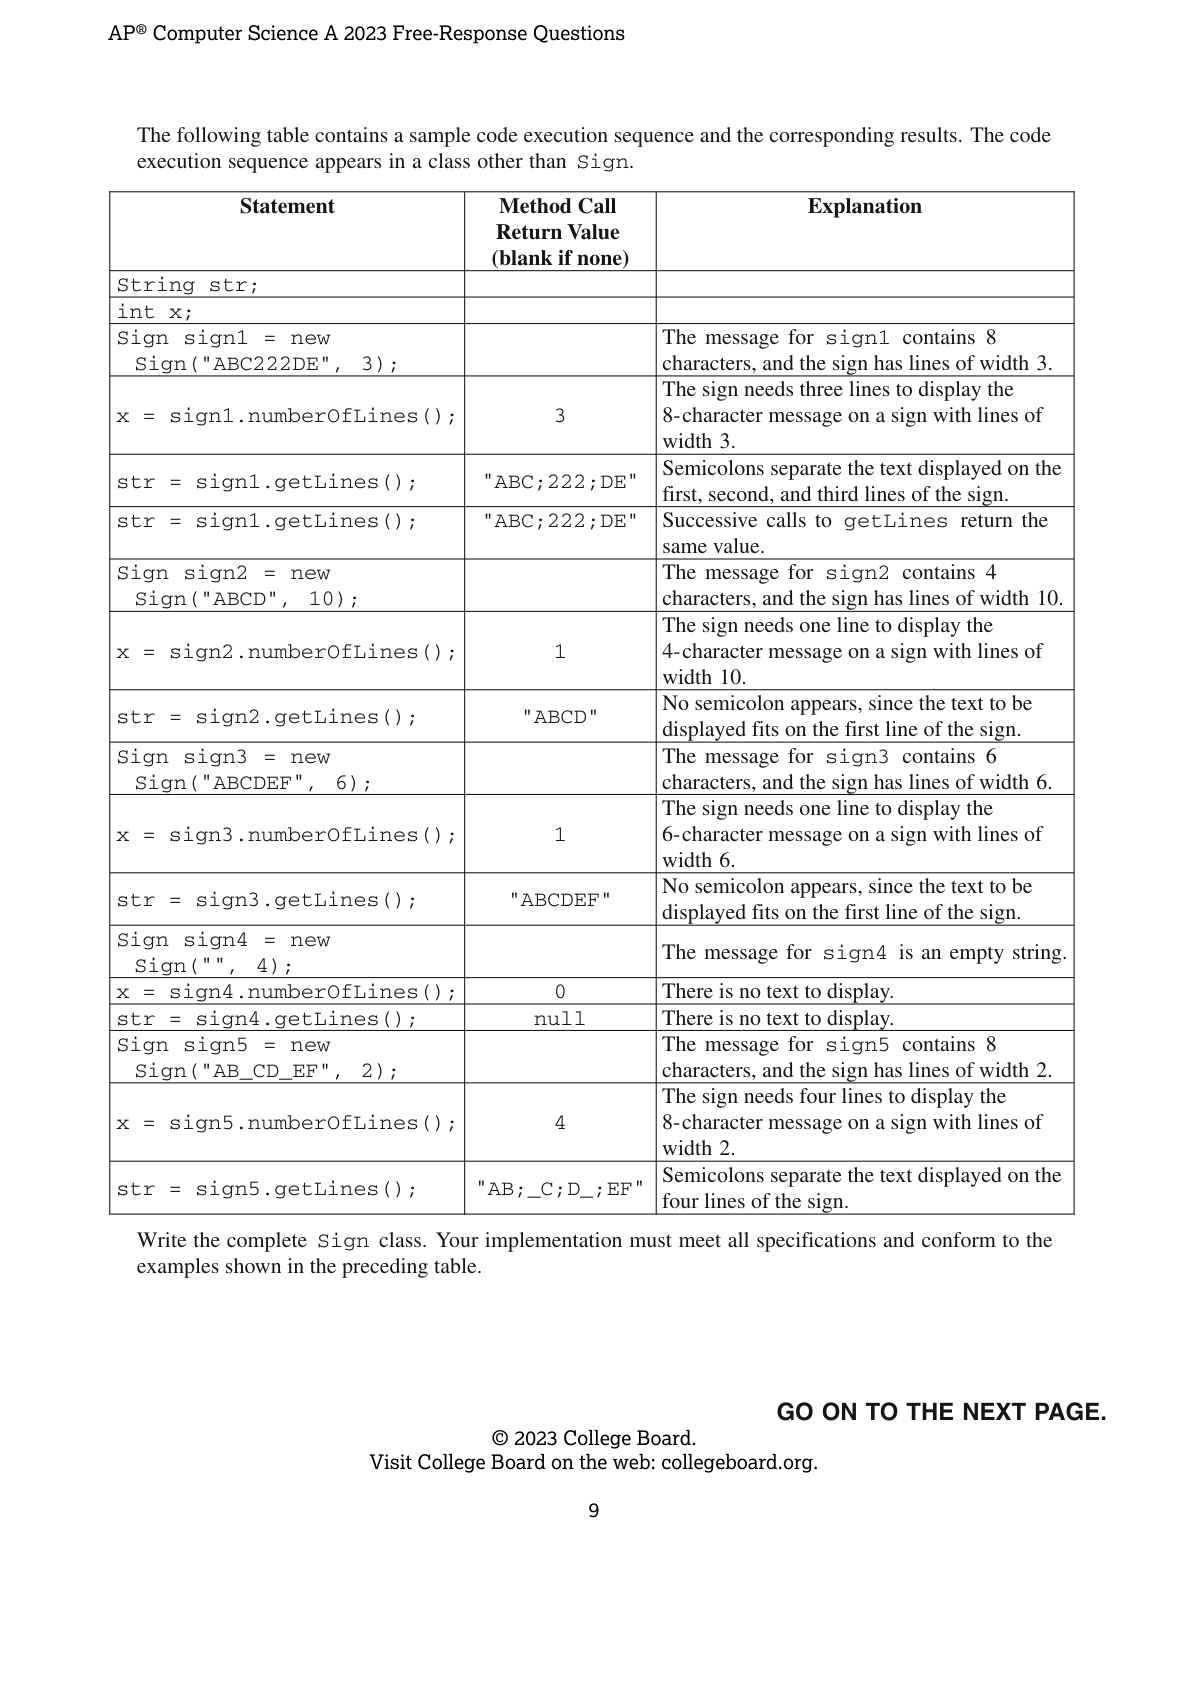 AP® Computer Science A 2023 Free-Response Questions
The following table contains a sample code execution sequence and the corresponding results. The code
execution sequence appears in a class other than Sign.
Statement
Method Call
Return Value
(blank if none)
Explanation
String str;
int x;
Sign sign1 = new
Sign("ABC222DE", 3);
The message for sign1 contains 8
characters, and the sign has lines of width 3.
x = sign1.numberOfLines();
3
The sign needs three lines to display the
8-character message on a sign with lines of
width 3.
str = sign1.getLines();
"ABC;222;DE"
Semicolons separate the text displayed on the
first, second, and third lines of the sign.
str = sign1.getLines();
"ABC;222;DE"
Successive calls to getLines return the
same value.
Sign sign2 = new
Sign("ABCD", 10);
The message for sign2 contains 4
characters, and the sign has lines of width 10.
x = sign2.numberOfLines();
1
The sign needs one line to display the
4-character message on a sign with lines of
width 10.
str = sign2.getLines();
"ABCD"
No semicolon appears, since the text to be
displayed fits on the first line of the sign.
Sign sign3 = new
Sign("ABCDEF", 6);
The message for sign3 contains 6
characters, and the sign has lines of width 6.
x = sign3.numberOfLines();
1
The sign needs one line to display the
6-character message on a sign with lines of
width 6.
str = sign3.getLines();
"ABCDEF"
No semicolon appears, since the text to be
displayed fits on the first line of the sign.
Sign sign4 = new
Sign("", 4);
The message for sign4 is an empty string.
x = sign4.numberOfLines();
0
There is no text to display.
str = sign4.getLines();
null
There is no text to display.
Sign sign5 = new
Sign("AB_CD_EF", 2);
The message for sign5 contains 8
characters, and the sign has lines of width 2.
x = sign5.numberOfLines();
4
The sign needs four lines to display the
8-character message on a sign with lines of
width 2.
str = sign5.getLines();
"AB;_C;D_;EF"
Semicolons separate the text displayed on the
four lines of the sign.
Write the complete Sign class. Your implementation must meet all specifications and conform to the
examples shown in the preceding table.
GO ON TO THE NEXT PAGE.
© 2023 College Board.
Visit College Board on the web: collegeboard.org.
9